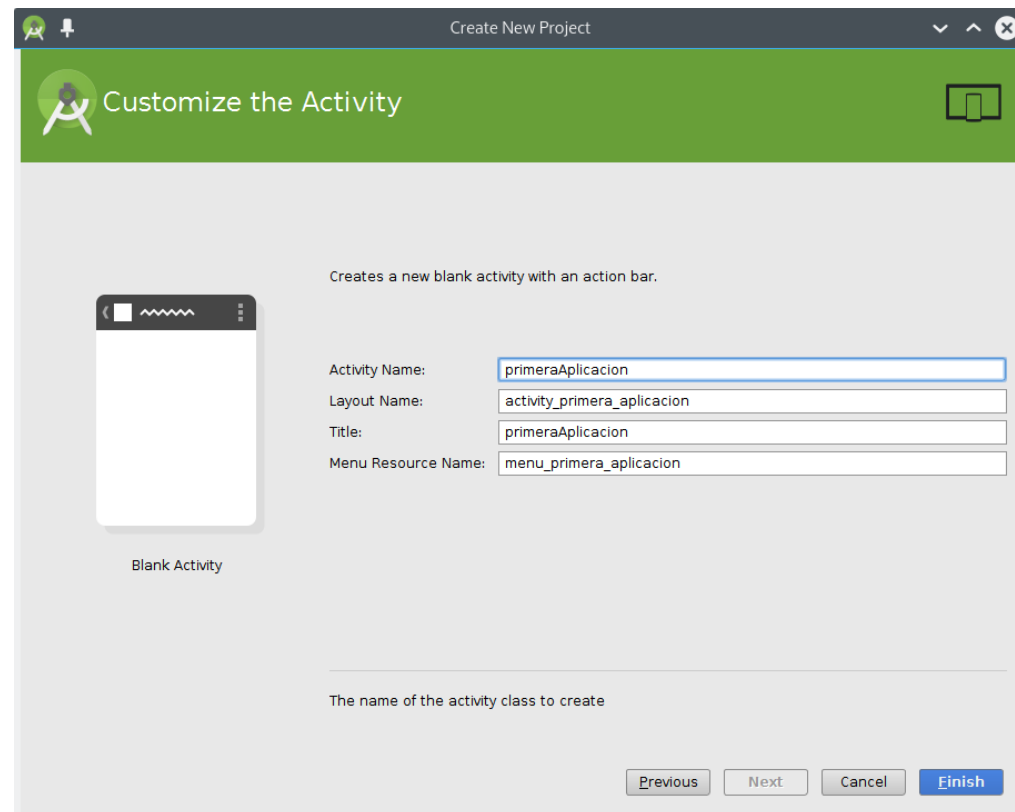 Create New Project
Customize the Activity
Creates a new blank activity with an action bar.
Activity Name: primeraAplicacion
Layout Name: activity_primera_aplicacion
Title: primeraAplicacion
Menu Resource Name: menu_primera_aplicacion
Blank Activity
The name of the activity class to create
Previous Next Cancel Finish